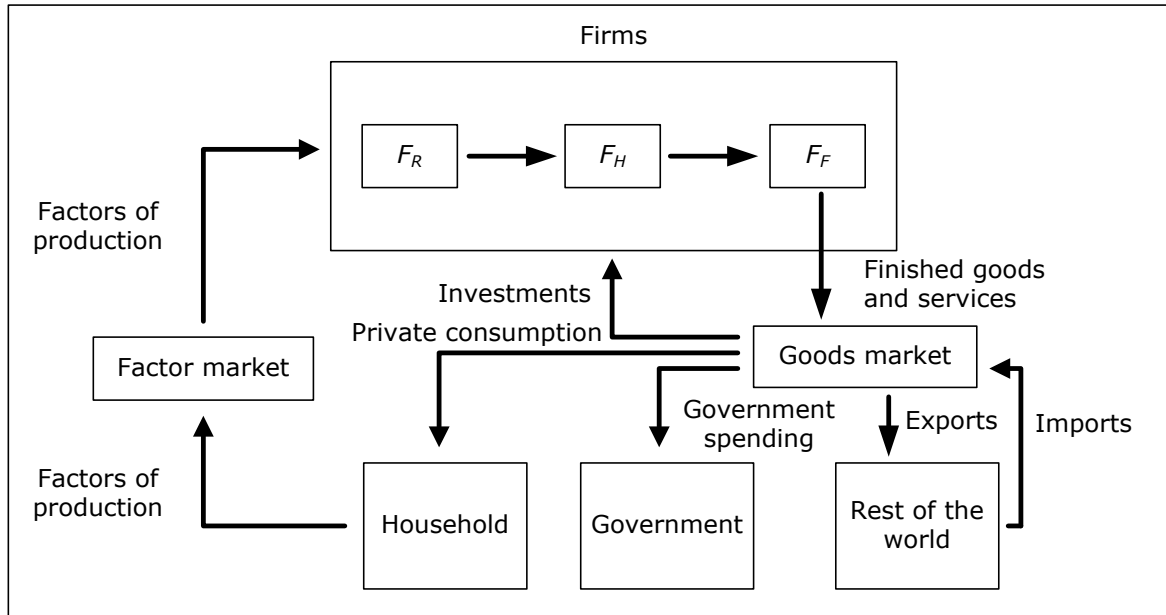 Firms
F_R
F_H
F_F
Factors of
production
Finished goods
and services
Investments
Private consumption
Factor market
Goods market
Government
spending
Exports
Imports
Factors of
production
Household
Government
Rest of the
world